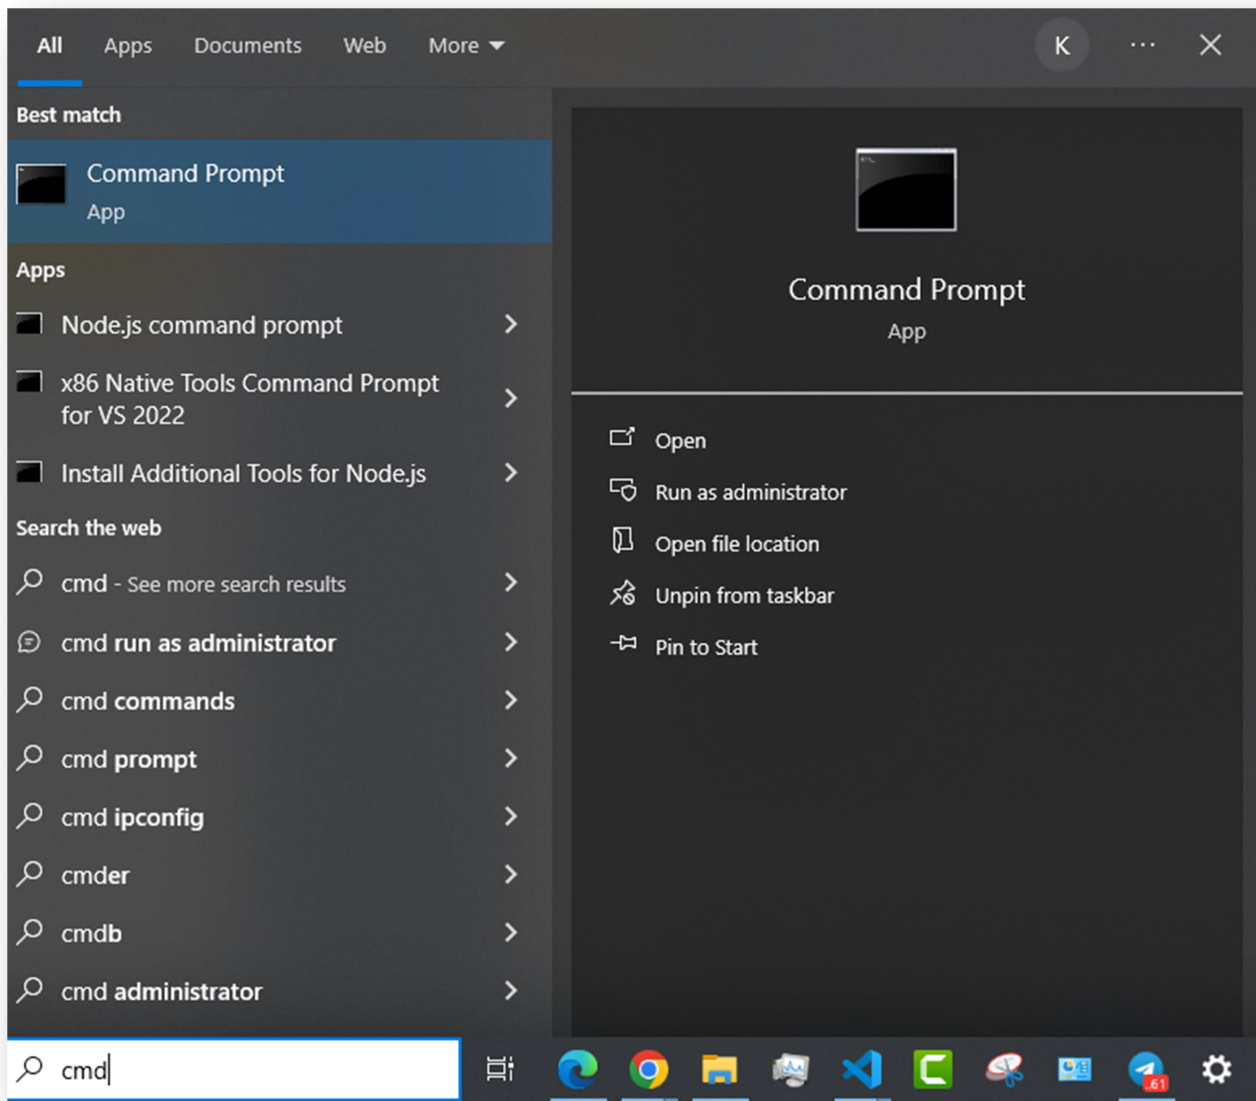 All Apps Documents Web More K
Best match
Command Prompt
App
Apps
Node.js command prompt
x86 Native Tools Command Prompt
for VS 2022
Install Additional Tools for Node.js
Search the web
cmd - See more search results
cmd run as administrator
cmd commands
cmd prompt
cmd ipconfig
cmder
cmdb
cmd administrator
Command Prompt
App
Open
Run as administrator
Open file location
Unpin from taskbar
Pin to Start
cmd
.61